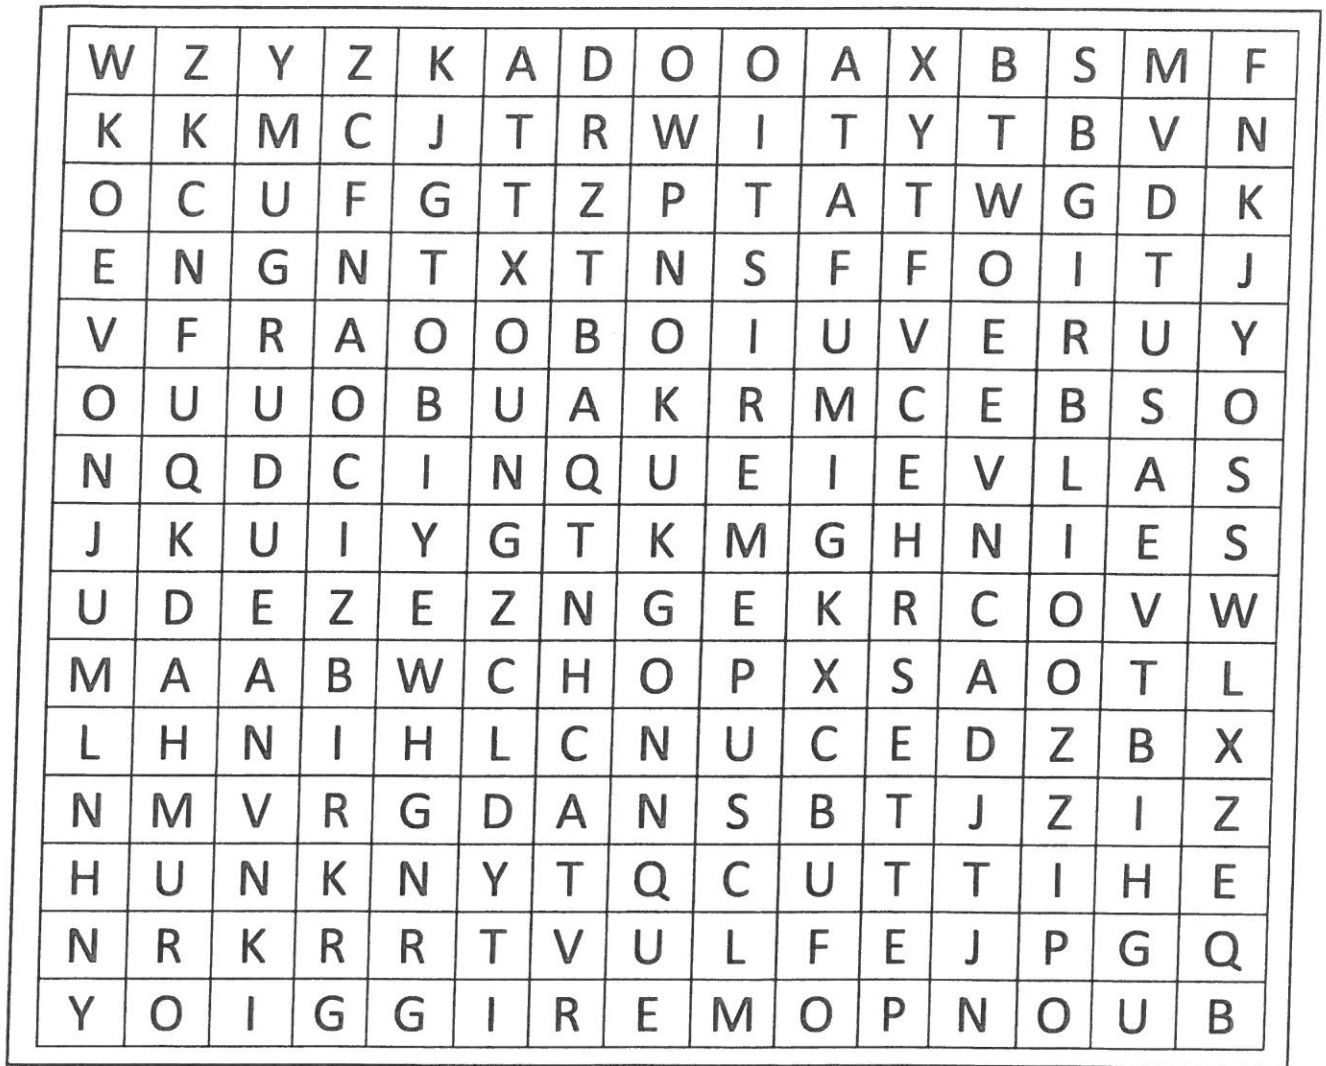 W Z Y Z K A D O O A X B S M F
K K M C J T R W I T Y T B V N
O C U F G T Z P T A T W G D K
E N G N T X T N S F F O I T J
V F R A O O B O I U V E R U Y
O U U O B U A K R M C E B S O
N Q D C I N Q U E I E V L A S
J K U I Y G T K M G H N I E S
U D E Z E Z N G E K R C O V W
M A A B W C H O P X S A O T L
L H N I H L C N U C E D Z B X
N M V R G D A N S B T J Z I Z
H U N K N Y T Q C U T T I H E
N R K R R T V U L F E J P G Q
Y O I G G I R E M O P N O U B